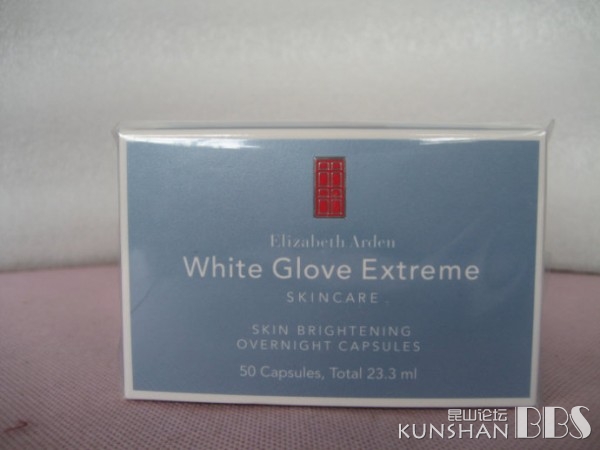 Elizabeth Arden
White Glove Extreme
SKINCARE
SKIN BRIGHTENING
OVERNIGHT CAPSULES
50 Capsules, Total 23.3 ml
昆山论坛
KUNSHAN BBS